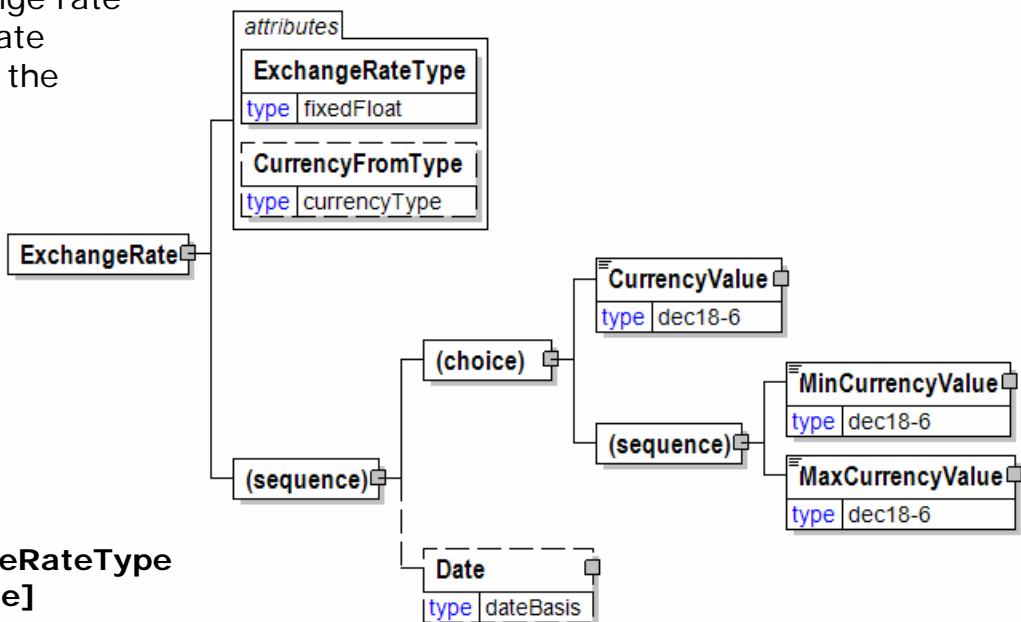 nge rate
ate
the
attributes
ExchangeRateType
type fixedFloat
CurrencyFromType
type currencyType
ExchangeRate
CurrencyValue
type dec18-6
(choice)
MinCurrencyValue
type dec18-6
(sequence)
MaxCurrencyValue
type dec18-6
(sequence)
Date
type dateBasis
eRateType
e]